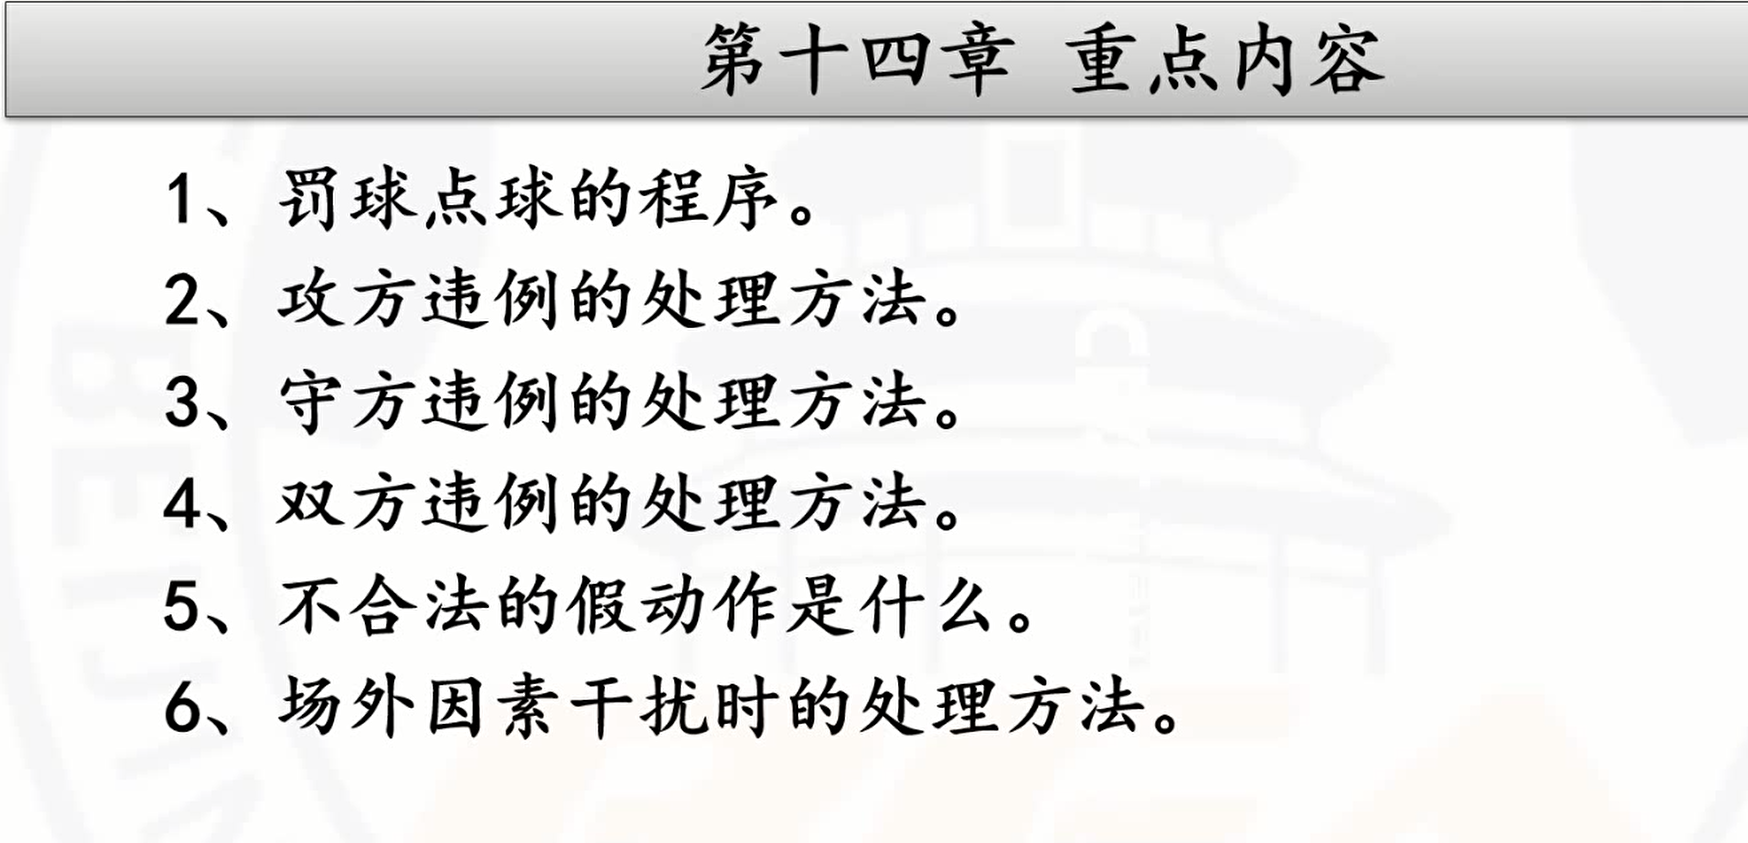 第十四章 重点内容
1、罚球点球的程序。
2、攻方违例的处理方法。
3、守方违例的处理方法。
4、双方违例的处理方法。
5、不合法的假动作是什么。
6、场外因素干扰时的处理方法。
BEIJIN